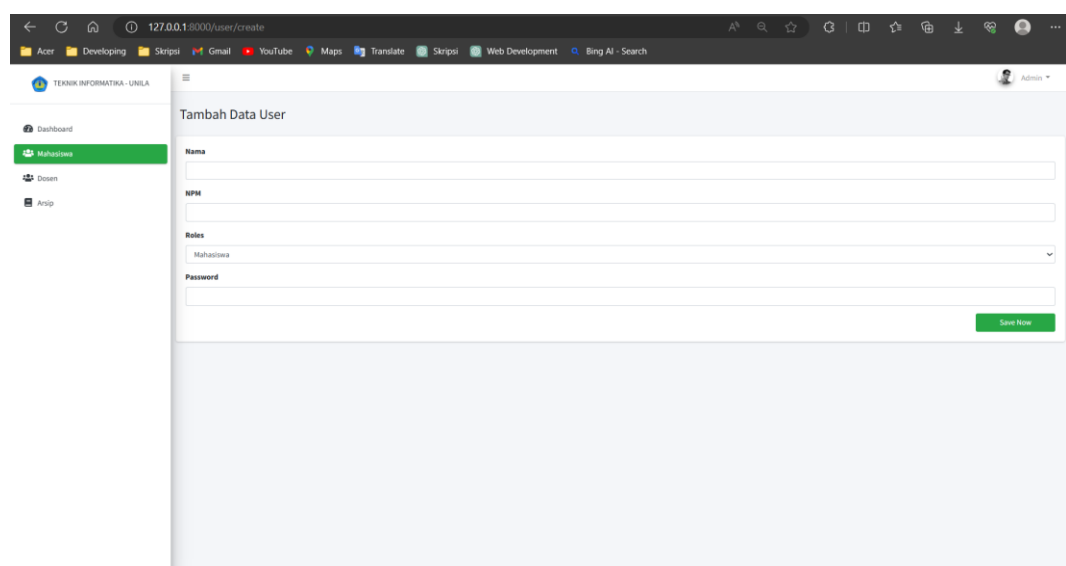 127.0.0.1:8000/user/create
Acer Developing Skripsi Gmail YouTube Maps Translate Skripsi Web Development Bing AI - Search
TEKNIK INFORMATIKA - UNILA
Admin
Tambah Data User
Dashboard
Mahasiswa
Dosen
Arsip
Nama
NPM
Roles
Mahasiswa
Password
Save Now